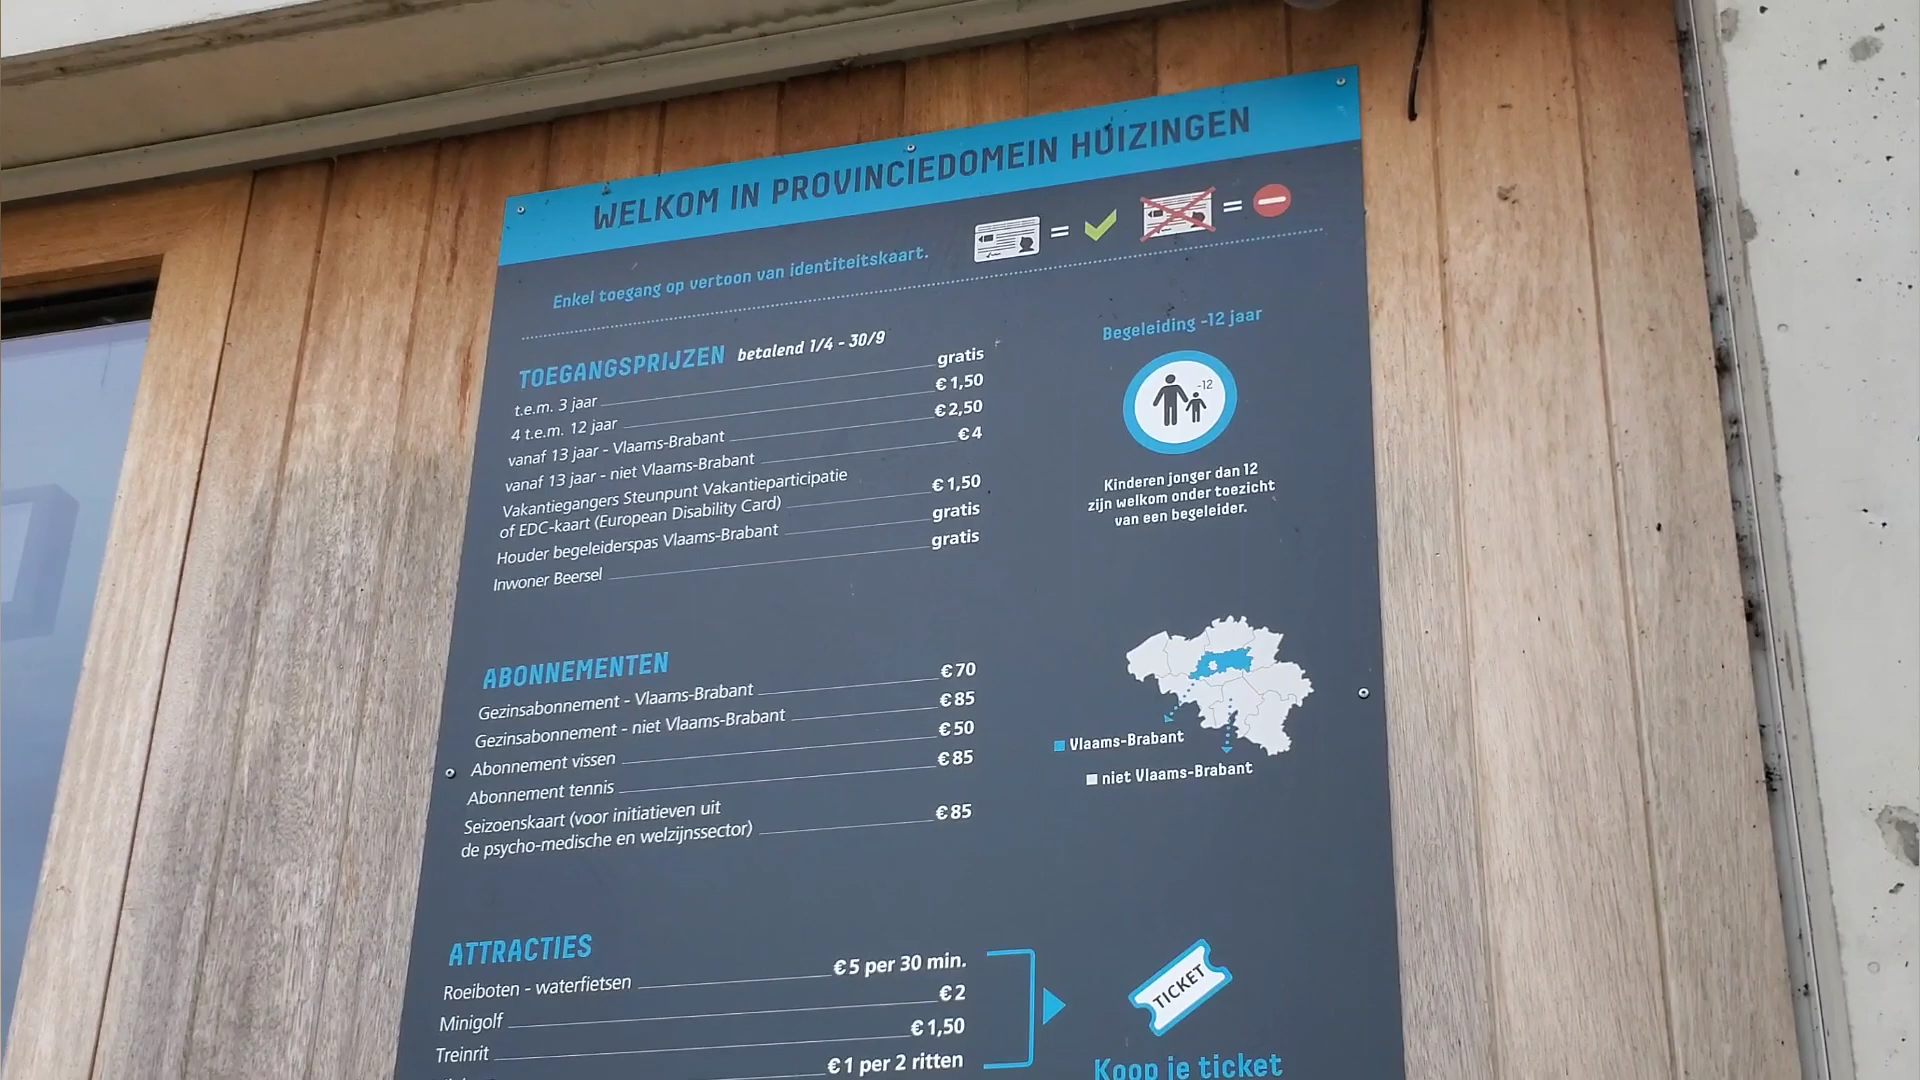 WELKOM IN PROVINCIEDOMEIN HUIZINGEN
Enkel toegang op vertoon van identiteitskaart.
= =
TOEGANGSPRIJZEN betalend 1/4 - 30/9
t.e.m. 3 jaar gratis
4 t.e.m. 12 jaar € 1,50
vanaf 13 jaar - Vlaams-Brabant € 2,50
vanaf 13 jaar - niet Vlaams-Brabant € 4
Vakantiegangers Steunpunt Vakantieparticipatie
of EDC-kaart (European Disability Card) € 1,50
Houder begeleiderspas Vlaams-Brabant gratis
Inwoner Beersel gratis
Begeleiding -12 jaar
-12
Kinderen jonger dan 12
zijn welkom onder toezicht
van een begeleider.
ABONNEMENTEN
Gezinsabonnement - Vlaams-Brabant € 70
Gezinsabonnement - niet Vlaams-Brabant € 85
Abonnement vissen € 50
Abonnement tennis € 85
Seizoenskaart (voor initiatieven uit
de psycho-medische en welzijnssector) € 85
Vlaams-Brabant
niet Vlaams-Brabant
ATTRACTIES
Roeiboten - waterfietsen € 5 per 30 min.
Minigolf € 2
Treinrit € 1,50
€ 1 per 2 ritten
TICKET
Koop je ticket